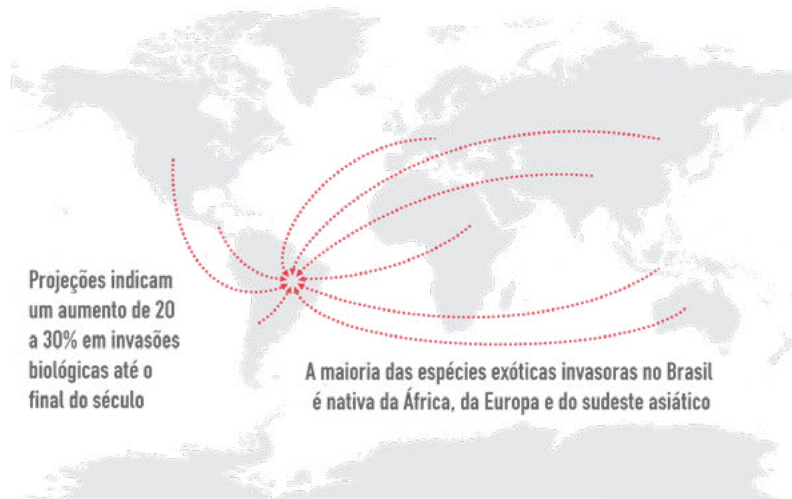 Projeções indicam
um aumento de 20
a 30% em invasões
biológicas até o
final do século
A maioria das espécies exóticas invasoras no Brasil
é nativa da África, da Europa e do sudeste asiático